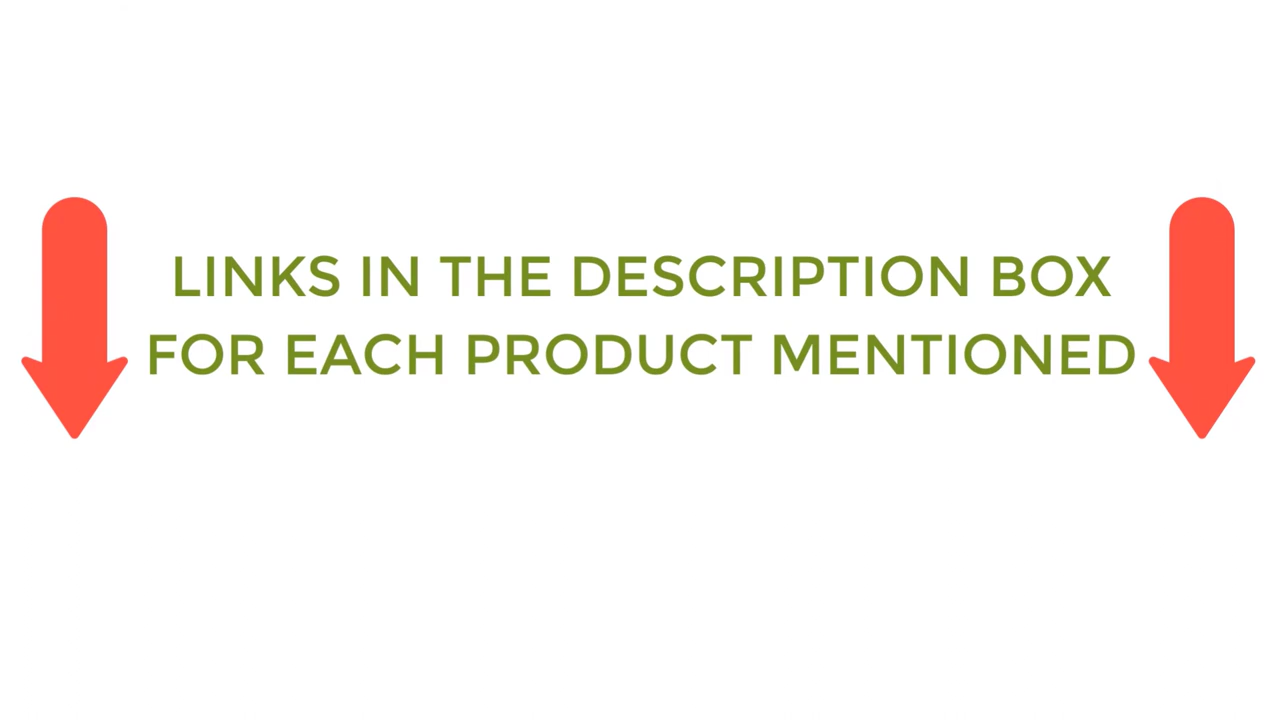 LINKS IN THE DESCRIPTION BOX
FOR EACH PRODUCT MENTIONED